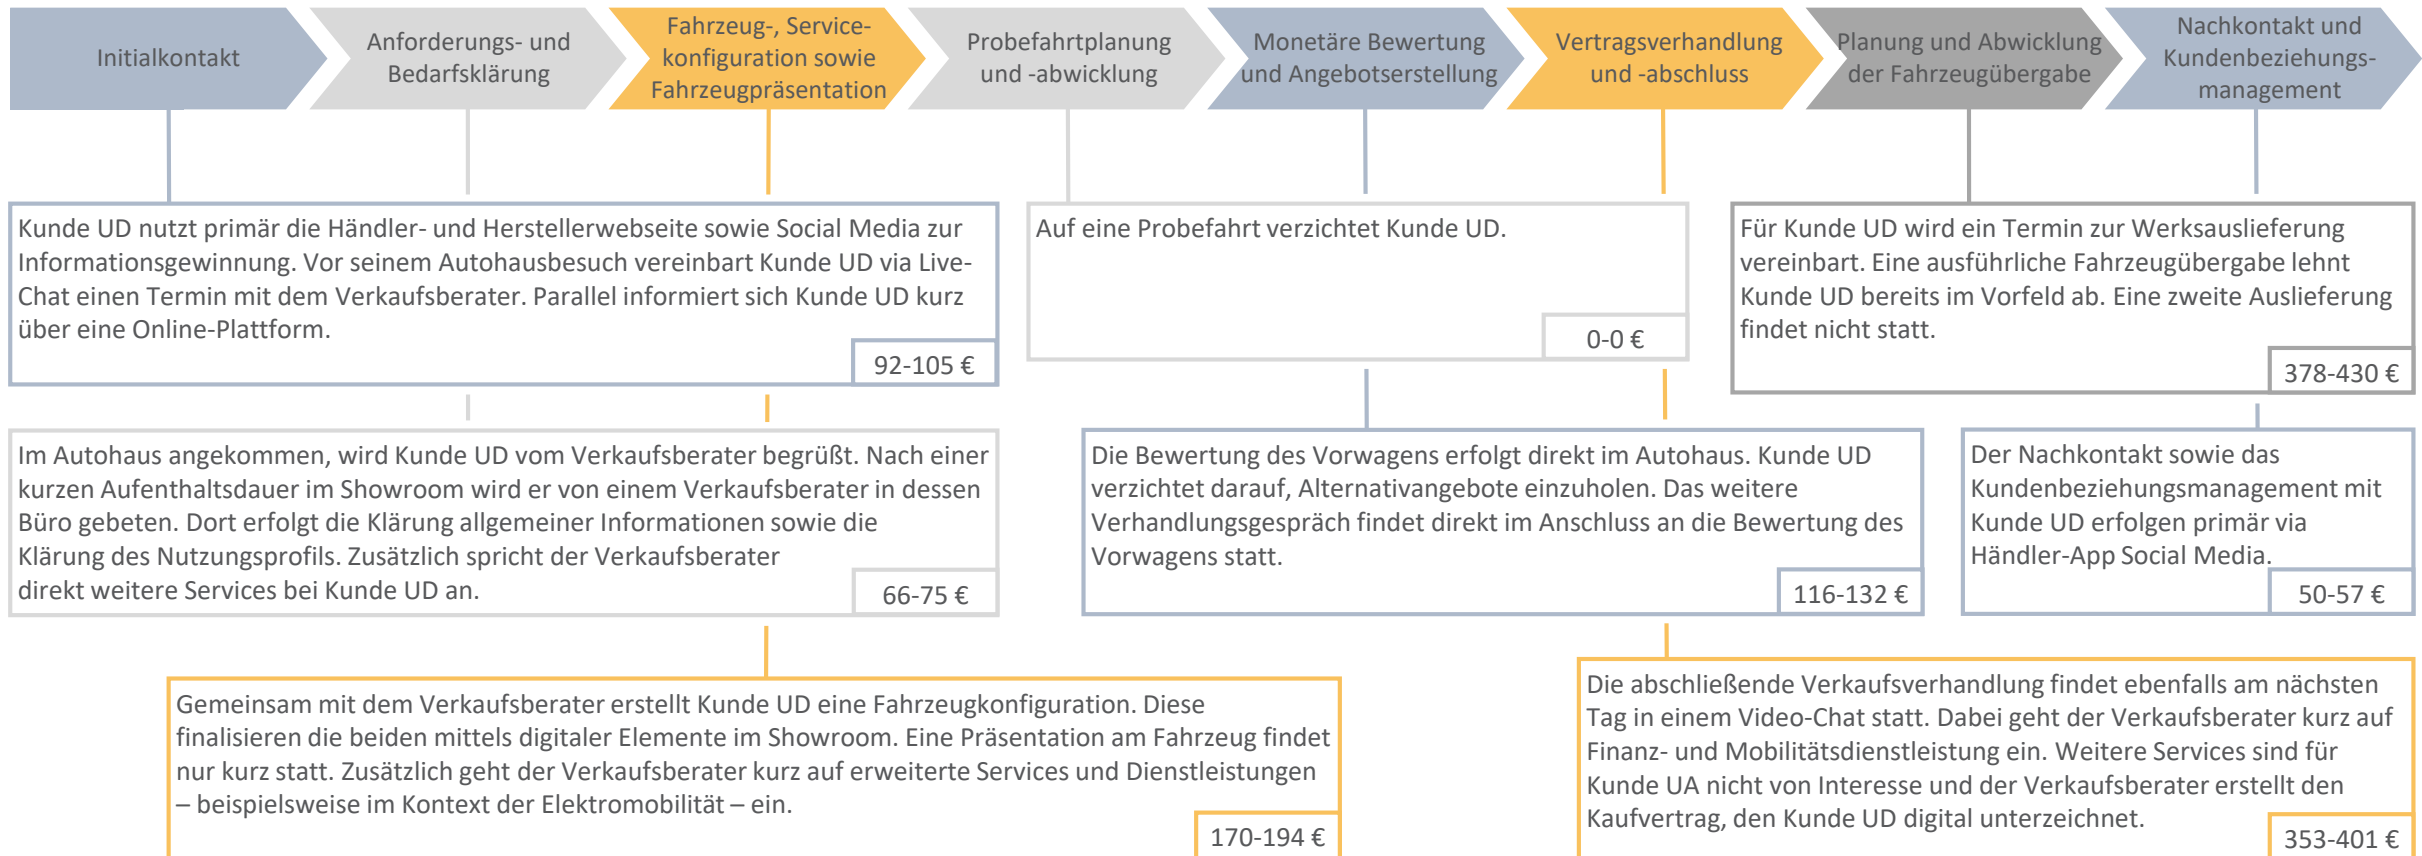 Initialkontakt
Anforderungs- und
Bedarfsklärung
Fahrzeug-, Service-
konfiguration sowie
Fahrzeugpräsentation
Probefahrtplanung
und -abwicklung
Monetäre Bewertung
und Angebotserstellung
Vertragsverhandlung
und -abschluss
Planung und Abwicklung
der Fahrzeugübergabe
Nachkontakt und
Kundenbeziehungs-
management
Kunde UD nutzt primär die Händler- und Herstellerwebseite sowie Social Media zur
Informationsgewinnung. Vor seinem Autohausbesuch vereinbart Kunde UD via Live-
Chat einen Termin mit dem Verkaufsberater. Parallel informiert sich Kunde UD kurz
über eine Online-Plattform.
92-105 €
Auf eine Probefahrt verzichtet Kunde UD.
0-0 €
Für Kunde UD wird ein Termin zur Werksauslieferung
vereinbart. Eine ausführliche Fahrzeugübergabe lehnt
Kunde UD bereits im Vorfeld ab. Eine zweite Auslieferung
findet nicht statt.
378-430 €
Im Autohaus angekommen, wird Kunde UD vom Verkaufsberater begrüßt. Nach einer
kurzen Aufenthaltsdauer im Showroom wird er von einem Verkaufsberater in dessen
Büro gebeten. Dort erfolgt die Klärung allgemeiner Informationen sowie die
Klärung des Nutzungsprofils. Zusätzlich spricht der Verkaufsberater
direkt weitere Services bei Kunde UD an.
66-75 €
Die Bewertung des Vorwagens erfolgt direkt im Autohaus. Kunde UD
verzichtet darauf, Alternativangebote einzuholen. Das weitere
Verhandlungsgespräch findet direkt im Anschluss an die Bewertung des
Vorwagens statt.
116-132 €
Der Nachkontakt sowie das
Kundenbeziehungsmanagement mit
Kunde UD erfolgen primär via
Händler-App Social Media.
50-57 €
Gemeinsam mit dem Verkaufsberater erstellt Kunde UD eine Fahrzeugkonfiguration. Diese
finalisieren die beiden mittels digitaler Elemente im Showroom. Eine Präsentation am Fahrzeug findet
nur kurz statt. Zusätzlich geht der Verkaufsberater kurz auf erweiterte Services und Dienstleistungen
– beispielsweise im Kontext der Elektromobilität – ein.
170-194 €
Die abschließende Verkaufsverhandlung findet ebenfalls am nächsten
Tag in einem Video-Chat statt. Dabei geht der Verkaufsberater kurz auf
Finanz- und Mobilitätsdienstleistung ein. Weitere Services sind für
Kunde UA nicht von Interesse und der Verkaufsberater erstellt den
Kaufvertrag, den Kunde UD digital unterzeichnet.
353-401 €